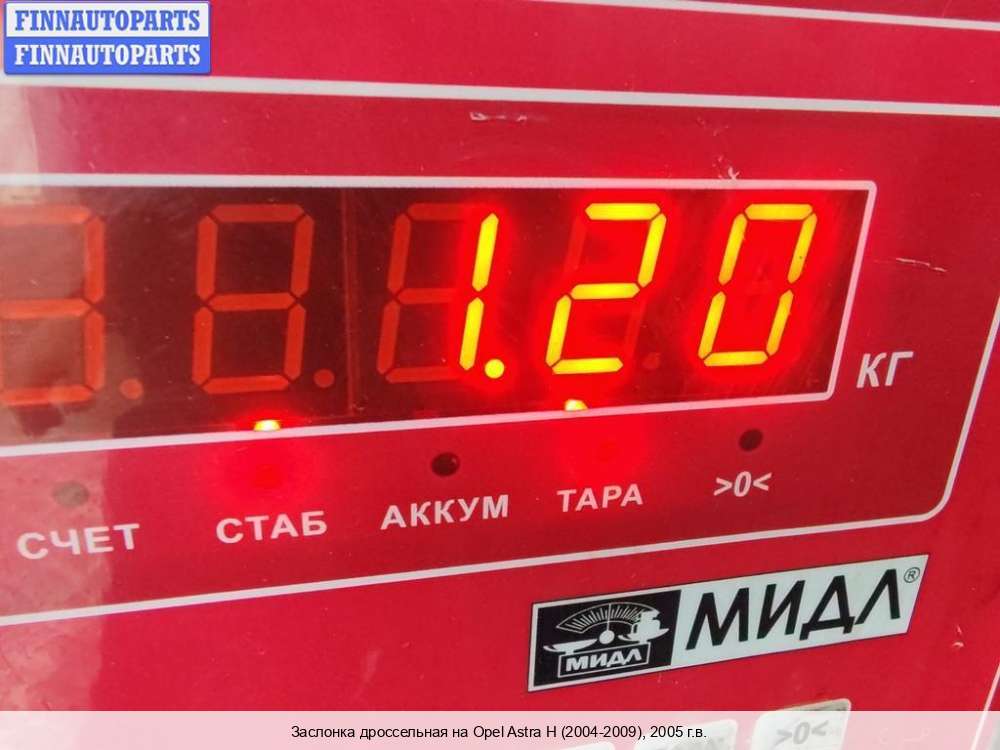 FINNAUTOPARTS
FINNAUTOPARTS
1.20
КГ
СЧЕТ СТАБ АККУМ ТАРА >0<
МИДЛ МИДЛ®
>0<
Заслонка дроссельная на Opel Astra H (2004-2009), 2005 г.в.